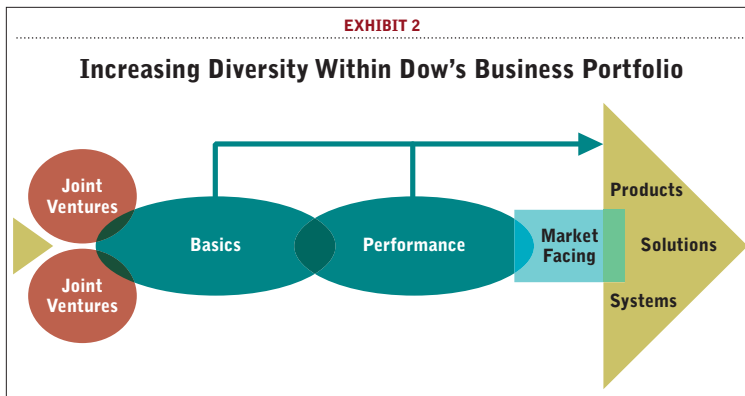 EXHIBIT 2
Increasing Diversity Within Dow's Business Portfolio
Joint
Ventures
Joint
Ventures
Basics
Performance
Market
Facing
Products
Solutions
Systems